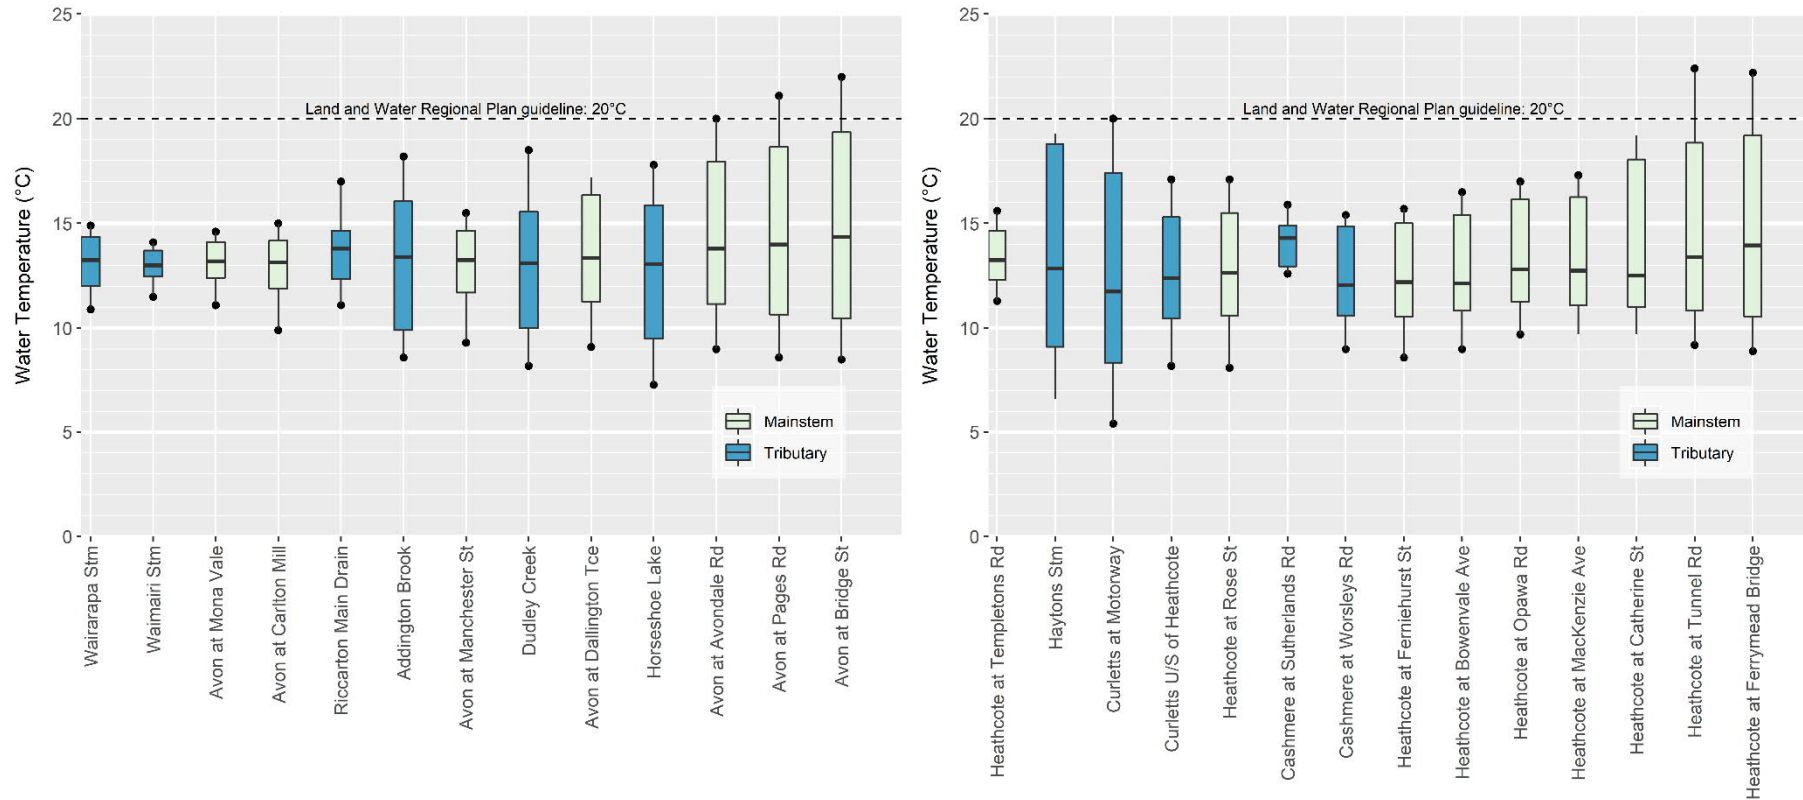 25
20
15
10
5
0
Water Temperature (°C)
Land and Water Regional Plan guideline: 20°C
Mainstem
Tributary
Wairarapa Stm
Waimairi Stm
Avon at Mona Vale
Avon at Carlton Mill
Riccarton Main Drain
Addington Brook
Avon at Manchester St
Dudley Creek
Avon at Dallington Tce
Horseshoe Lake
Avon at Avondale Rd
Avon at Pages Rd
Avon at Bridge St
25
20
15
10
5
0
Water Temperature (°C)
Land and Water Regional Plan guideline: 20°C
Mainstem
Tributary
Heathcote at Templetons Rd
Haytons Stm
Curletts at Motorway
Curletts U/S of Heathcote
Heathcote at Rose St
Cashmere at Sutherlands Rd
Cashmere at Worsleys Rd
Heathcote at Ferniehurst St
Heathcote at Bowenvale Ave
Heathcote at Opawa Rd
Heathcote at MacKenzie Ave
Heathcote at Catherine St
Heathcote at Tunnel Rd
Heathcote at Ferrymead Bridge